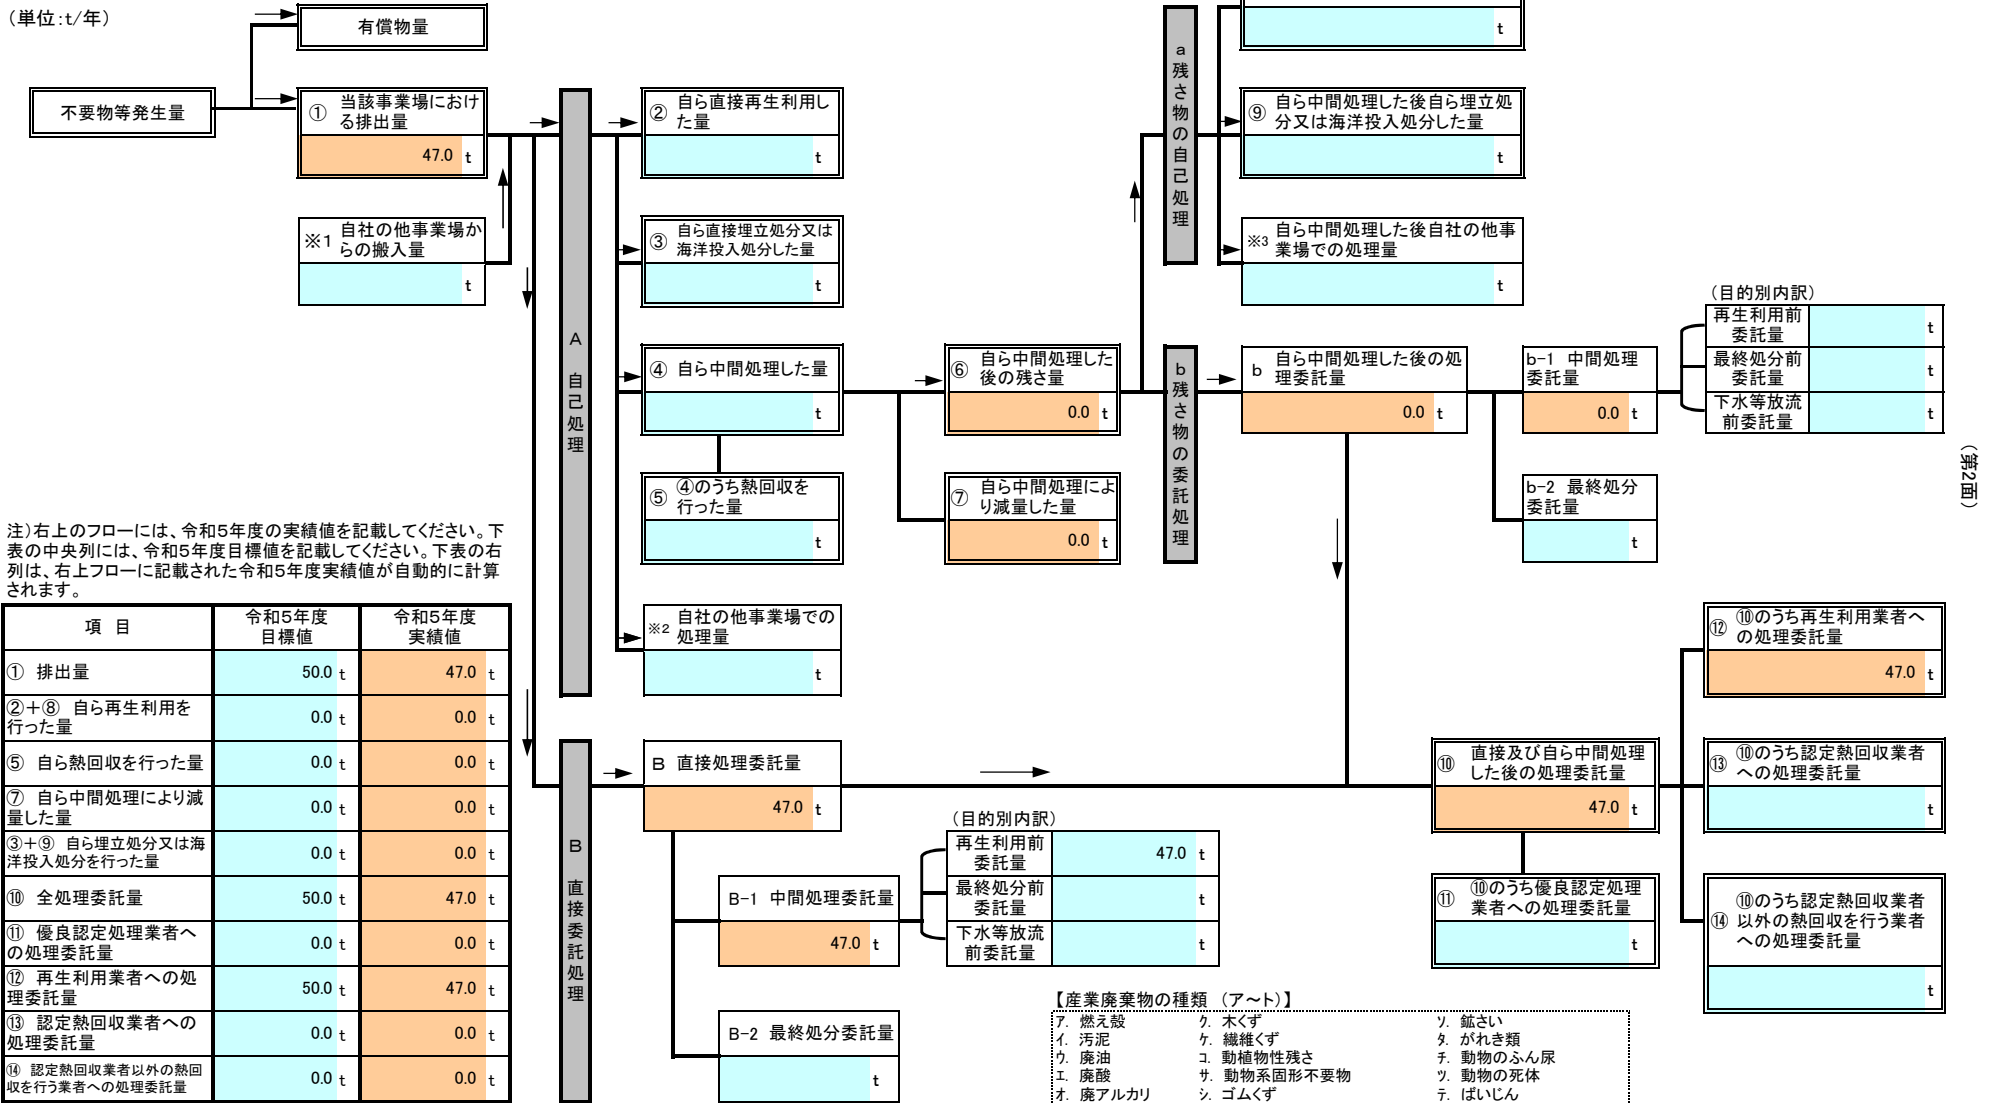 （単位：t/年）
有償物量
不要物等発生量
① 当該事業場におけ
る排出量
47.0 t
※1 自社の他事業場か
らの搬入量
t
A 自己処理
② 自ら直接再生利用し
た量
t
③ 自ら直接埋立処分又は
海洋投入処分した量
t
④ 自ら中間処理した量
t
⑤ ④のうち熱回収を
行った量
t
※2 自社の他事業場での
処理量
t
⑥ 自ら中間処理した
後の残さ量
0.0 t
⑦ 自ら中間処理によ
り減量した量
0.0 t
a 残さ物の自己処理
t
⑨ 自ら中間処理した後自ら埋立処
分又は海洋投入処分した量
t
※3 自ら中間処理した後自社の他事
業場での処理量
t
b 残さ物の委託処理
b 自ら中間処理した後の処
理委託量
0.0 t
b-1 中間処理
委託量
0.0 t
（目的別内訳）
再生利用前
委託量
t
最終処分前
委託量
t
下水等放流
前委託量
t
b-2 最終処分
委託量
t
（第2面）
注）右上のフローには、令和5年度の実績値を記載してください。下
表の中央列には、令和5年度目標値を記載してください。下表の右
列は、右上フローに記載された令和5年度実績値が自動的に計算
されます。
項 目 令和5年度 目標値 令和5年度 実績値
① 排出量 50.0 t 47.0 t
②＋⑧ 自ら再生利用を
行った量 0.0 t 0.0 t
⑤ 自ら熱回収を行った量 0.0 t 0.0 t
⑦ 自ら中間処理により減
量した量 0.0 t 0.0 t
③＋⑨ 自ら埋立処分又は海
洋投入処分を行った量 0.0 t 0.0 t
⑩ 全処理委託量 50.0 t 47.0 t
⑪ 優良認定処理業者へ
の処理委託量 0.0 t 0.0 t
⑫ 再生利用業者への処
理委託量 50.0 t 47.0 t
⑬ 認定熱回収業者への
処理委託量 0.0 t 0.0 t
⑭ 認定熱回収業者以外の熱回
収を行う業者への処理委託量 0.0 t 0.0 t
B 直接委託処理
B 直接処理委託量
47.0 t
B-1 中間処理委託量
47.0 t
（目的別内訳）
再生利用前
委託量
47.0 t
最終処分前
委託量
t
下水等放流
前委託量
t
B-2 最終処分委託量
t
⑩ 直接及び自ら中間処理
した後の処理委託量
47.0 t
⑪ ⑩のうち優良認定処理
業者への処理委託量
t
⑫ ⑩のうち再生利用業者へ
の処理委託量
47.0 t
⑬ ⑩のうち認定熱回収業者
への処理委託量
t
⑭ ⑩のうち認定熱回収業者
以外の熱回収を行う業者
への処理委託量
t
【産業廃棄物の種類 （ア～ト）】
ア. 燃え殻 ク. 木くず ソ. 鉱さい
イ. 汚泥 ケ. 繊維くず タ. がれき類
ウ. 廃油 コ. 動植物性残さ チ. 動物のふん尿
エ. 廃酸 サ. 動物系固形不要物 ツ. 動物の死体
オ. 廃アルカリ シ. ゴムくず テ. ばいじん